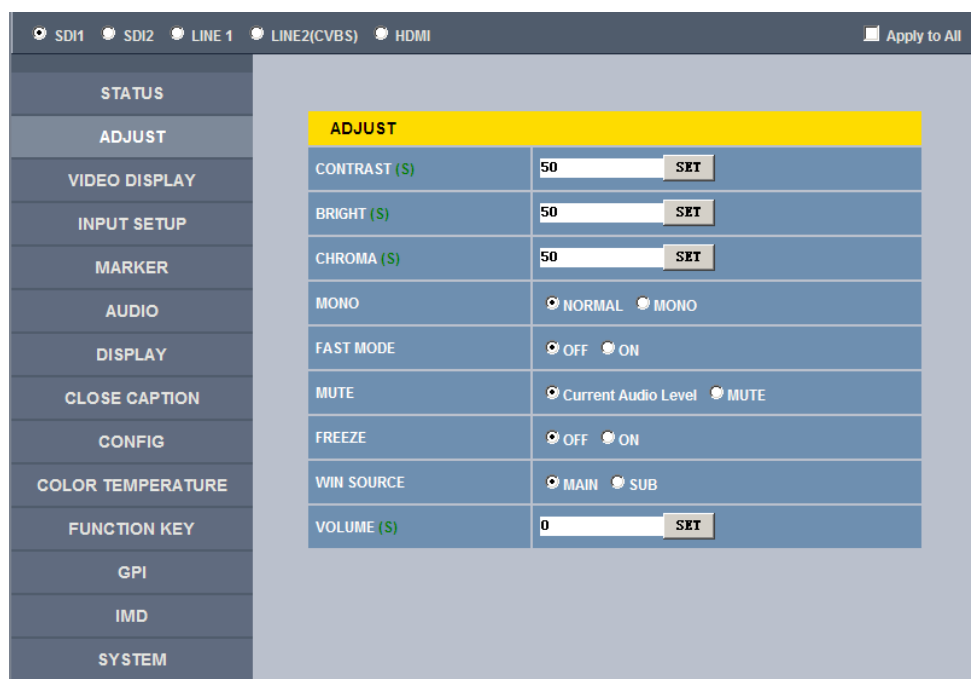 SDI1 SDI2 LINE 1 LINE2(CVBS) HDMI Apply to All
STATUS
ADJUST
VIDEO DISPLAY
INPUT SETUP
MARKER
AUDIO
DISPLAY
CLOSE CAPTION
CONFIG
COLOR TEMPERATURE
FUNCTION KEY
GPI
IMD
SYSTEM
ADJUST
CONTRAST (S) 50 SET
BRIGHT (S) 50 SET
CHROMA (S) 50 SET
MONO NORMAL MONO
FAST MODE OFF ON
MUTE Current Audio Level MUTE
FREEZE OFF ON
WIN SOURCE MAIN SUB
VOLUME (S) 0 SET